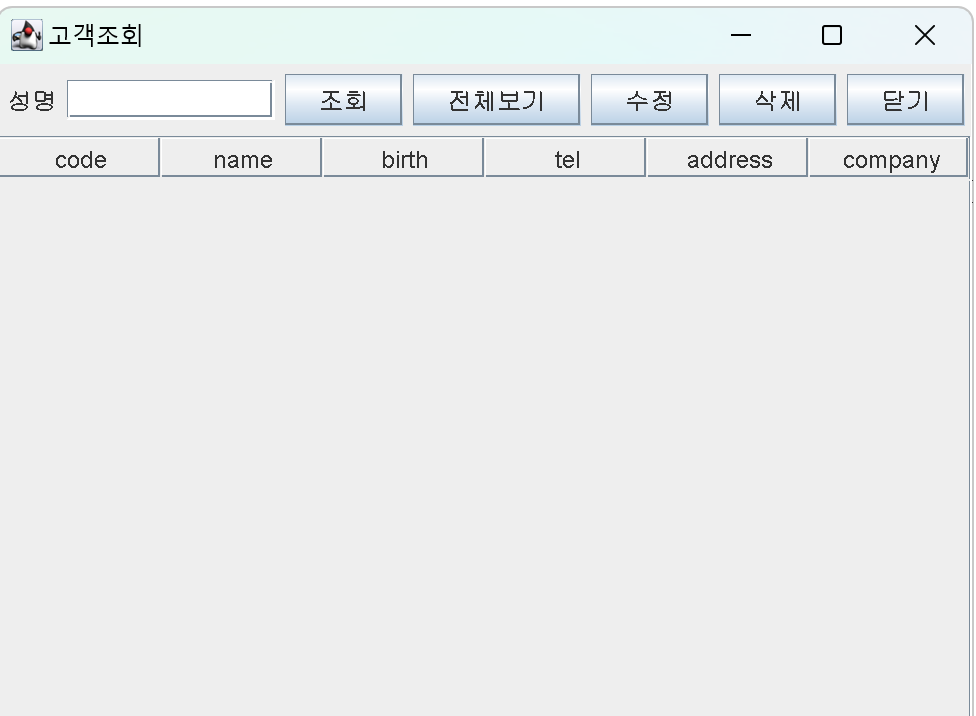 고객조회
성명 조회 전체보기 수정 삭제 닫기
code name birth tel address company